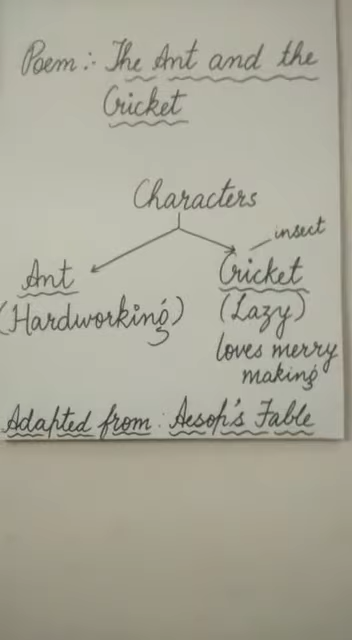 Poem :- The Ant and the
Cricket
Characters
insect
Ant
Cricket
(Hardworking)
(Lazy)
loves merry
making
Adapted from : Aesop's Fable